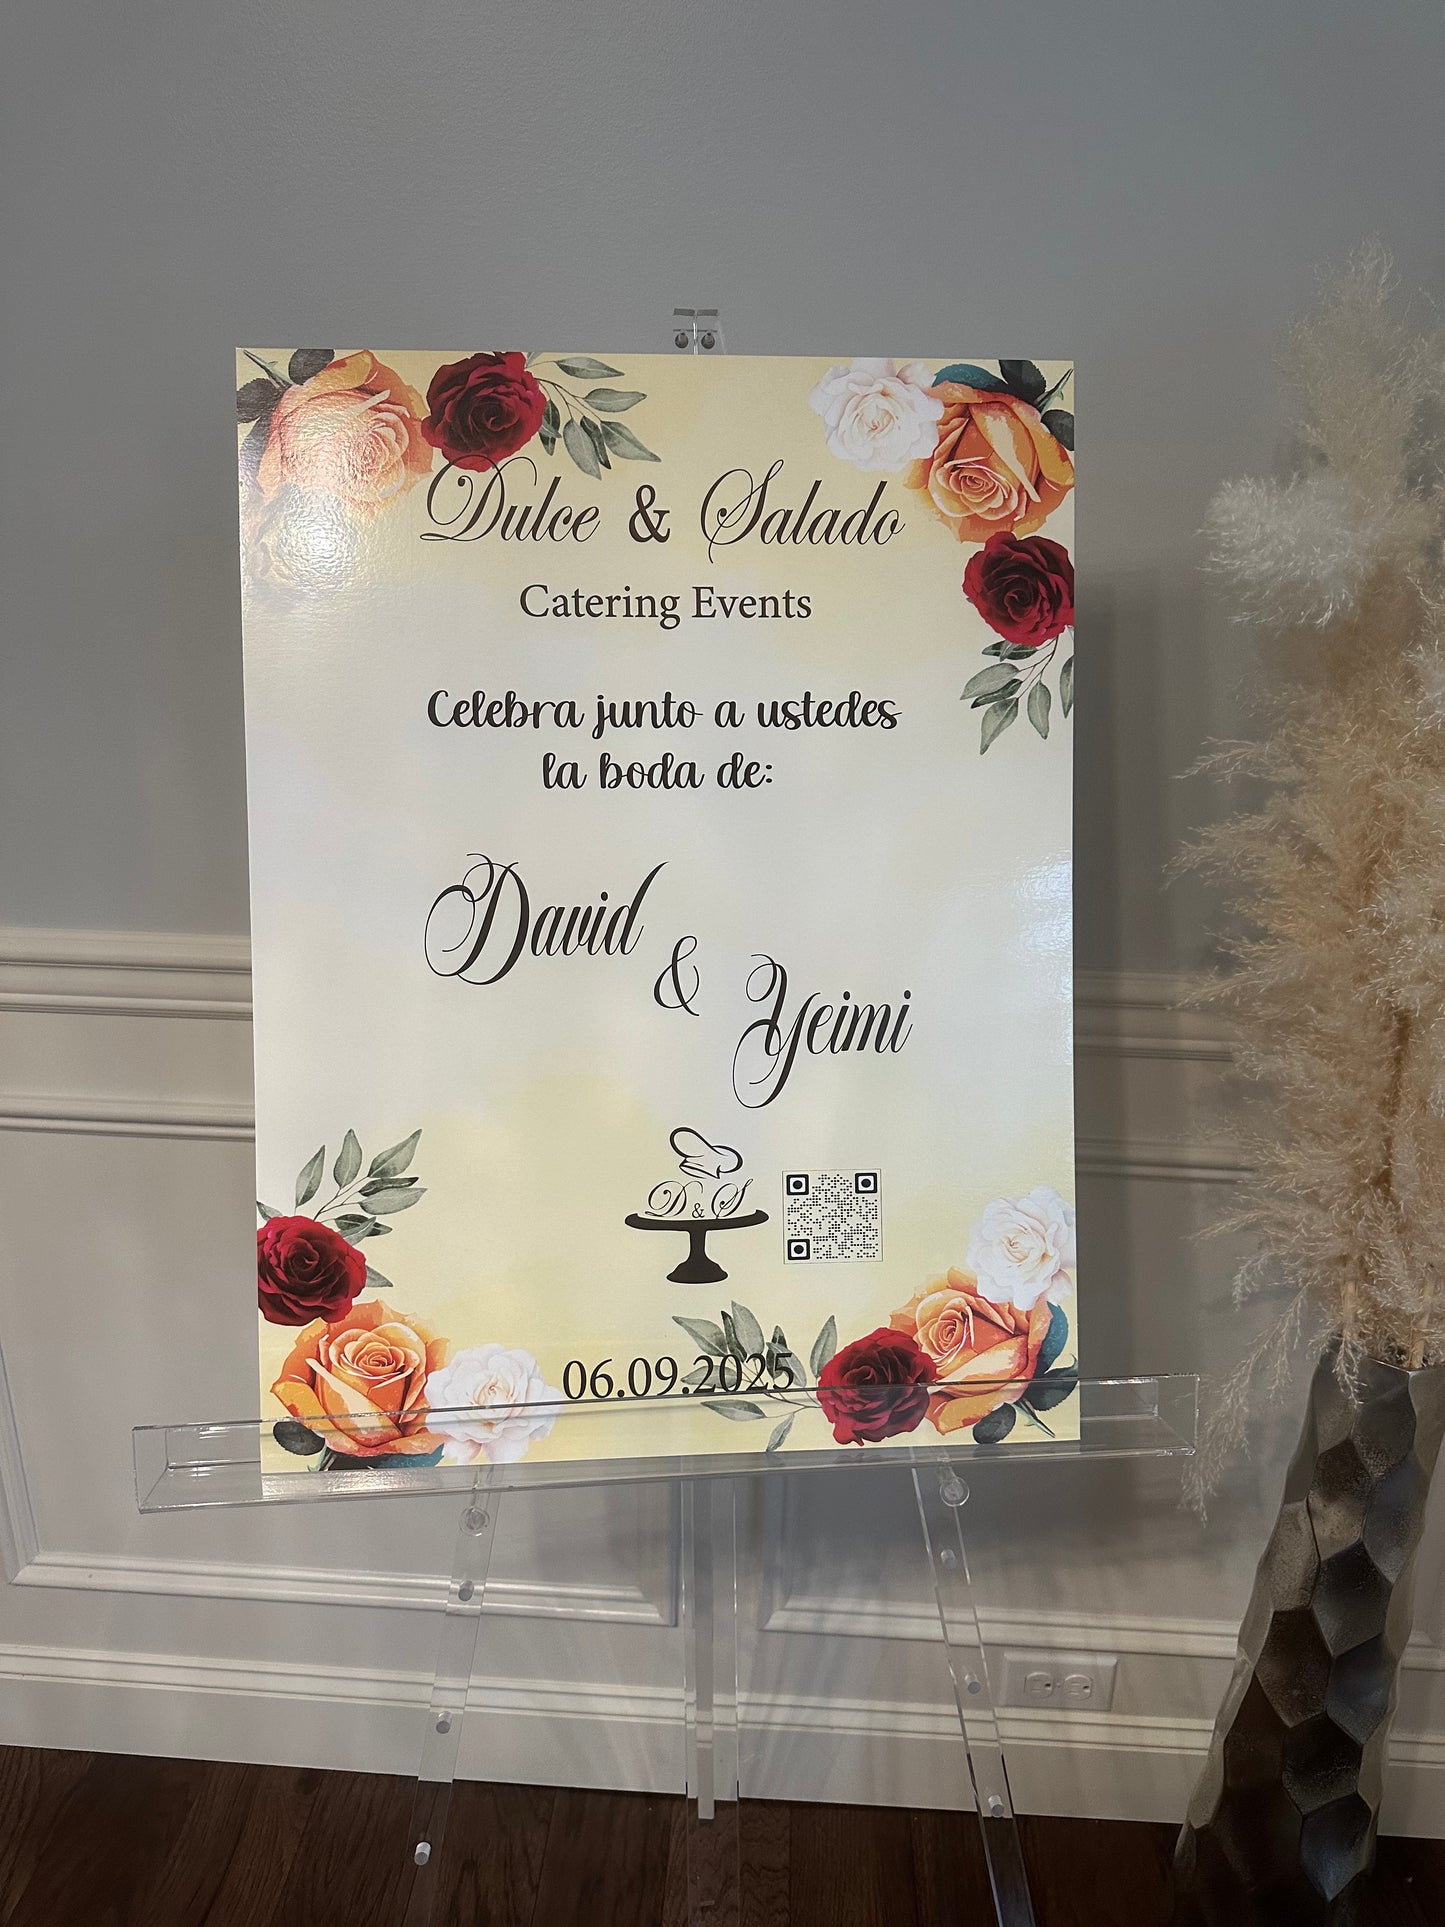 Dulce & Salado
Catering Events
Celebra junto a ustedes
la boda de:
David
&
Yeimi
D & S
06.09.2025